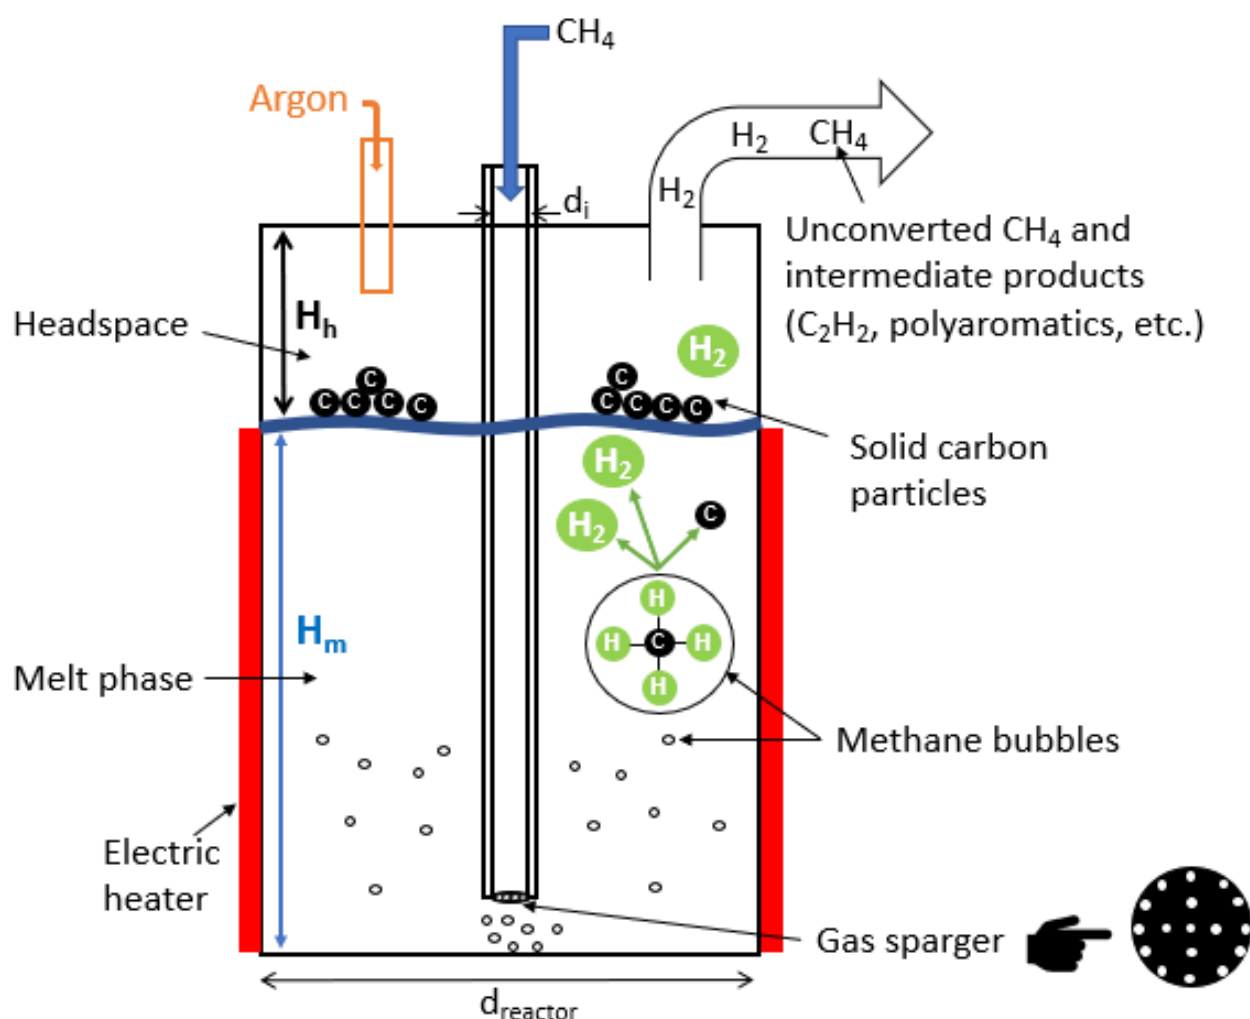 CH₄
Argon
H₂ CH₄
H₂
dᵢ
Unconverted CH₄ and
intermediate products
(C₂H₂, polyaromatics, etc.)
Headspace
Hₕ
H₂
C
C C C C
C
C C C C
Solid carbon
particles
H₂
H₂
C
H
H C H
H
Hₘ
Melt phase
Methane bubbles
Electric
heater
Gas sparger
d_reactor